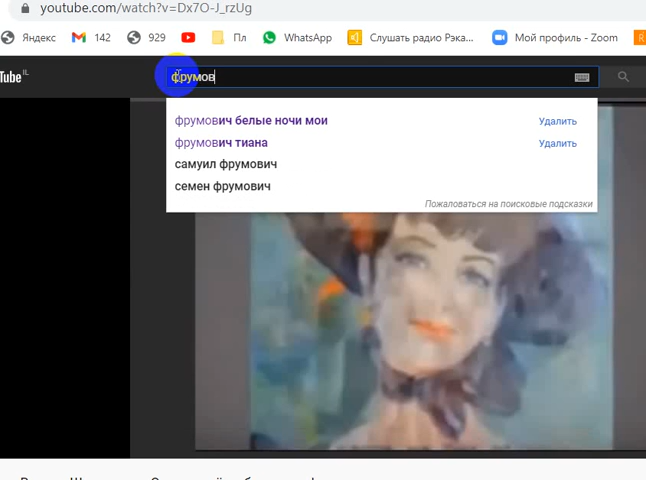 youtube.com/watch?v=Dx7O-J_rzUg
Яндекс 142 929 Пл WhatsApp Слушать радио Рэка... Мой профиль - Zoom
Tube IL
фрумов
фрумович белые ночи мои Удалить
фрумович тиана Удалить
самуил фрумович
семен фрумович
Пожаловаться на поисковые подсказки